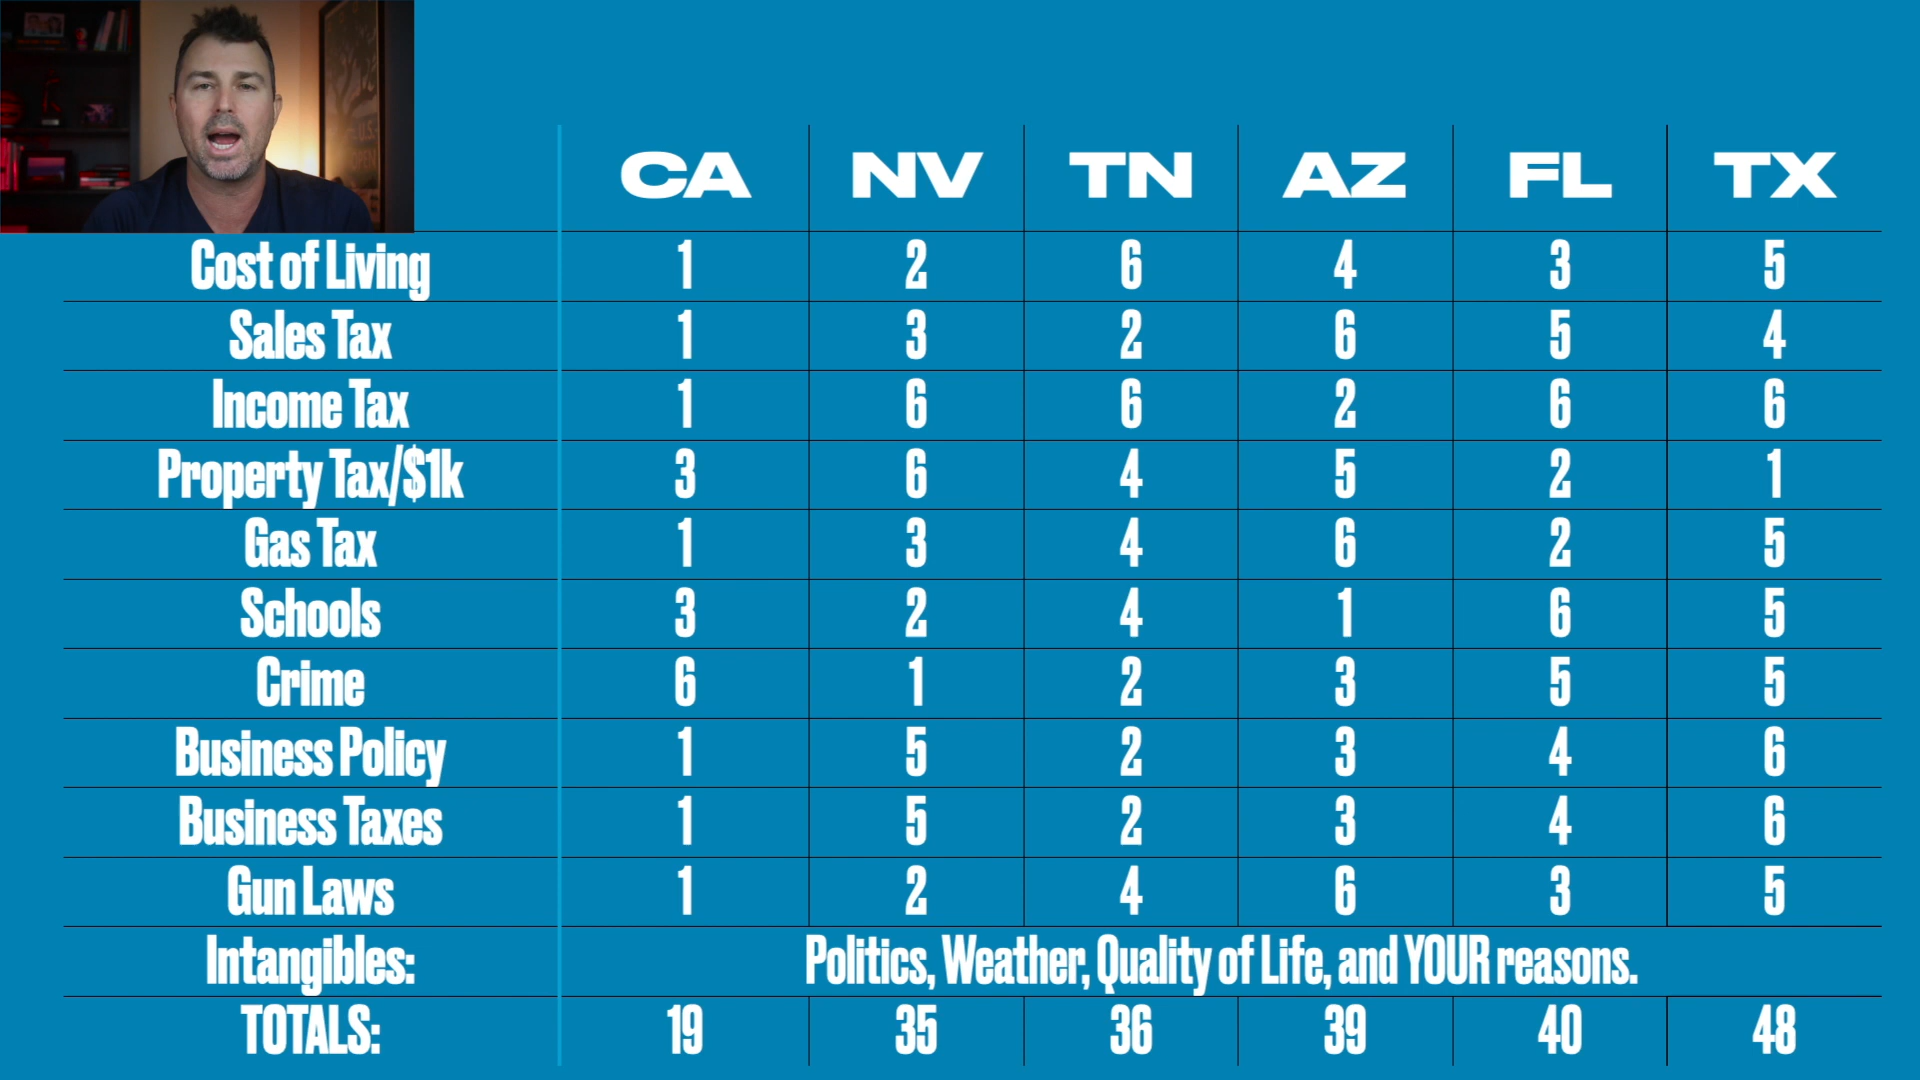 CA NV TN AZ FL TX
Cost of Living 1 2 6 4 3 5
Sales Tax 1 3 2 6 5 4
Income Tax 1 6 6 2 6 6
Property Tax/$1k 3 6 4 5 2 1
Gas Tax 1 3 4 6 2 5
Schools 3 2 4 1 6 5
Crime 6 1 2 3 5 5
Business Policy 1 5 2 3 4 6
Business Taxes 1 5 2 3 4 6
Gun Laws 1 2 4 6 3 5
Intangibles: Politics, Weather, Quality of Life, and YOUR reasons.
TOTALS: 19 35 36 39 40 48